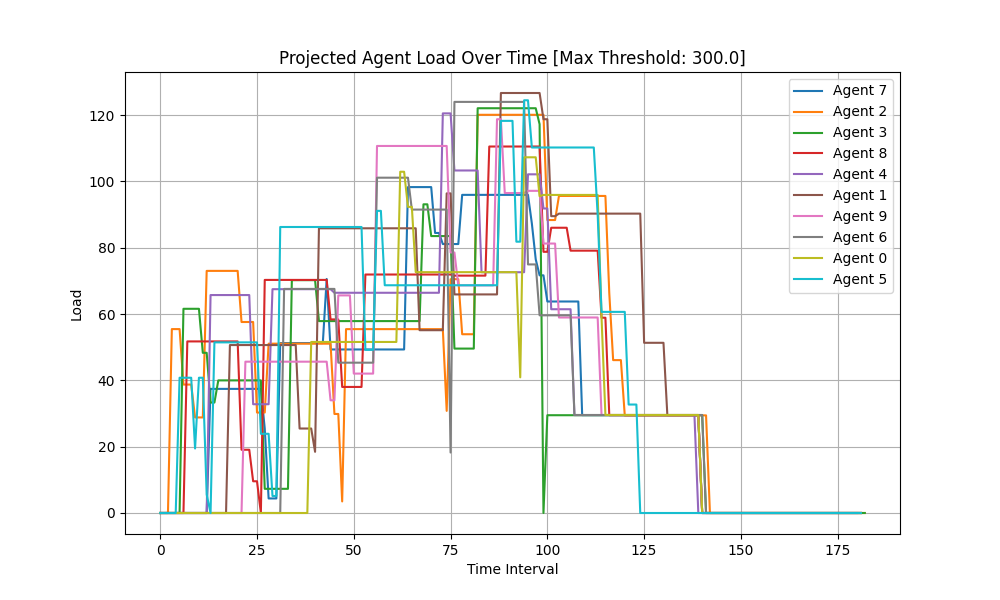 Projected Agent Load Over Time [Max Threshold: 300.0]
Load
120
100
80
60
40
20
0
0 25 50 75 100 125 150 175
Time Interval
Agent 7
Agent 2
Agent 3
Agent 8
Agent 4
Agent 1
Agent 9
Agent 6
Agent 0
Agent 5